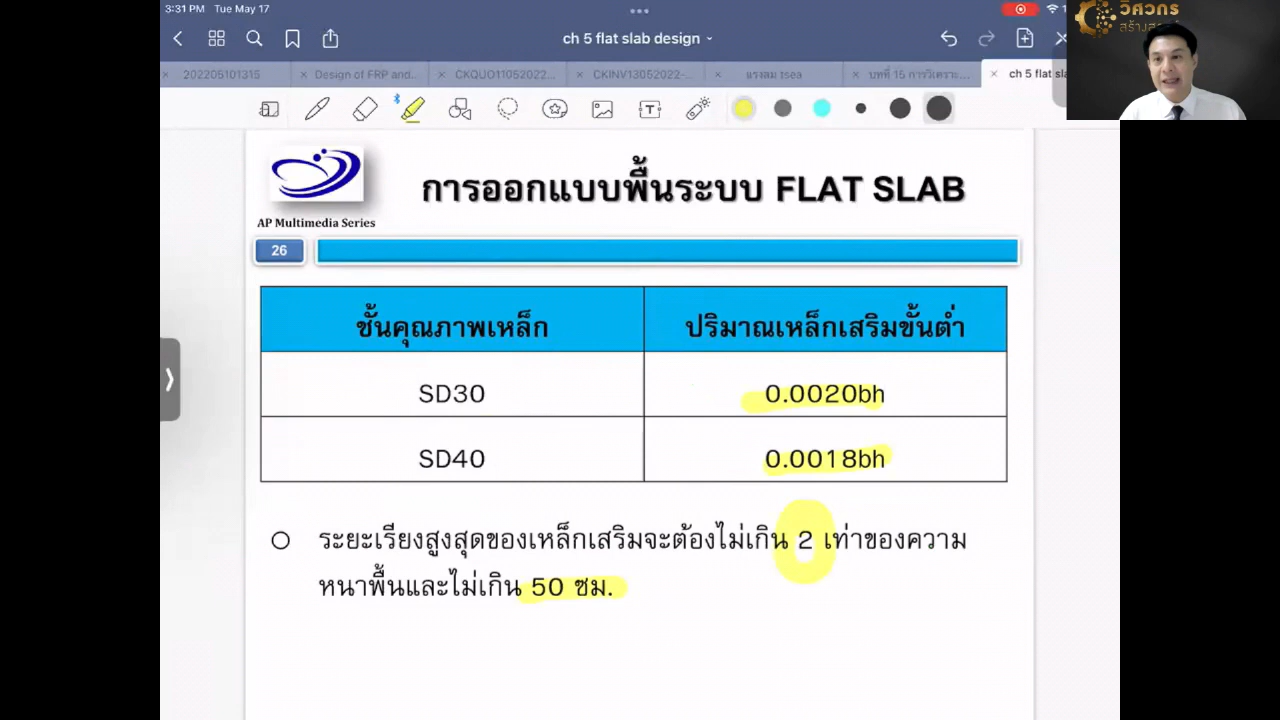 3:31 PM Tue May 17
วิศวกร
ch 5 flat slab design
202205101315
Design of FRP and...
CKQUO11052022...
CKINV13052022-...
แรงลม tsea
บทที่ 15 การวิเคราะ...
ch 5 flat sla
การออกแบบพื้นระบบ FLAT SLAB
AP Multimedia Series
26
ชั้นคุณภาพเหล็ก ปริมาณเหล็กเสริมขั้นต่ำ
SD30 0.0020bh
SD40 0.0018bh
ระยะเรียงสูงสุดของเหล็กเสริมจะต้องไม่เกิน 2 เท่าของความ
หนาพื้นและไม่เกิน 50 ซม.